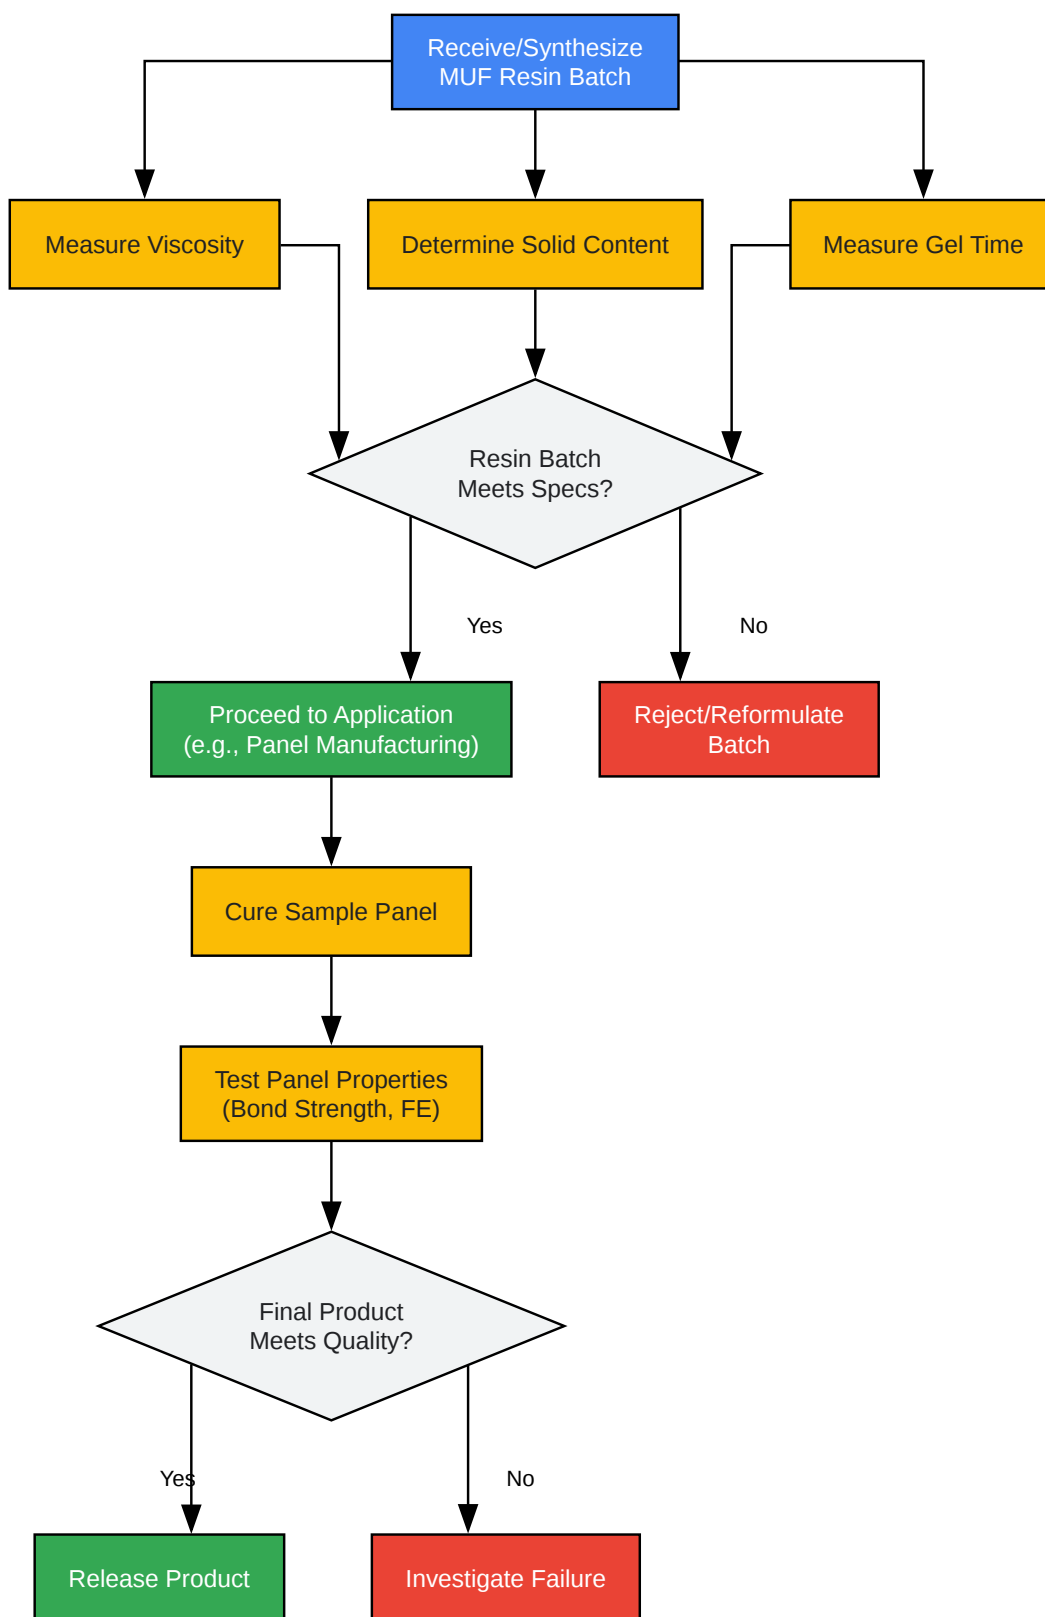 Receive/Synthesize
MUF Resin Batch
Measure Viscosity
Determine Solid Content
Measure Gel Time
Resin Batch
Meets Specs?
Yes
No
Proceed to Application
(e.g., Panel Manufacturing)
Reject/Reformulate
Batch
Cure Sample Panel
Test Panel Properties
(Bond Strength, FE)
Final Product
Meets Quality?
Yes
No
Release Product
Investigate Failure